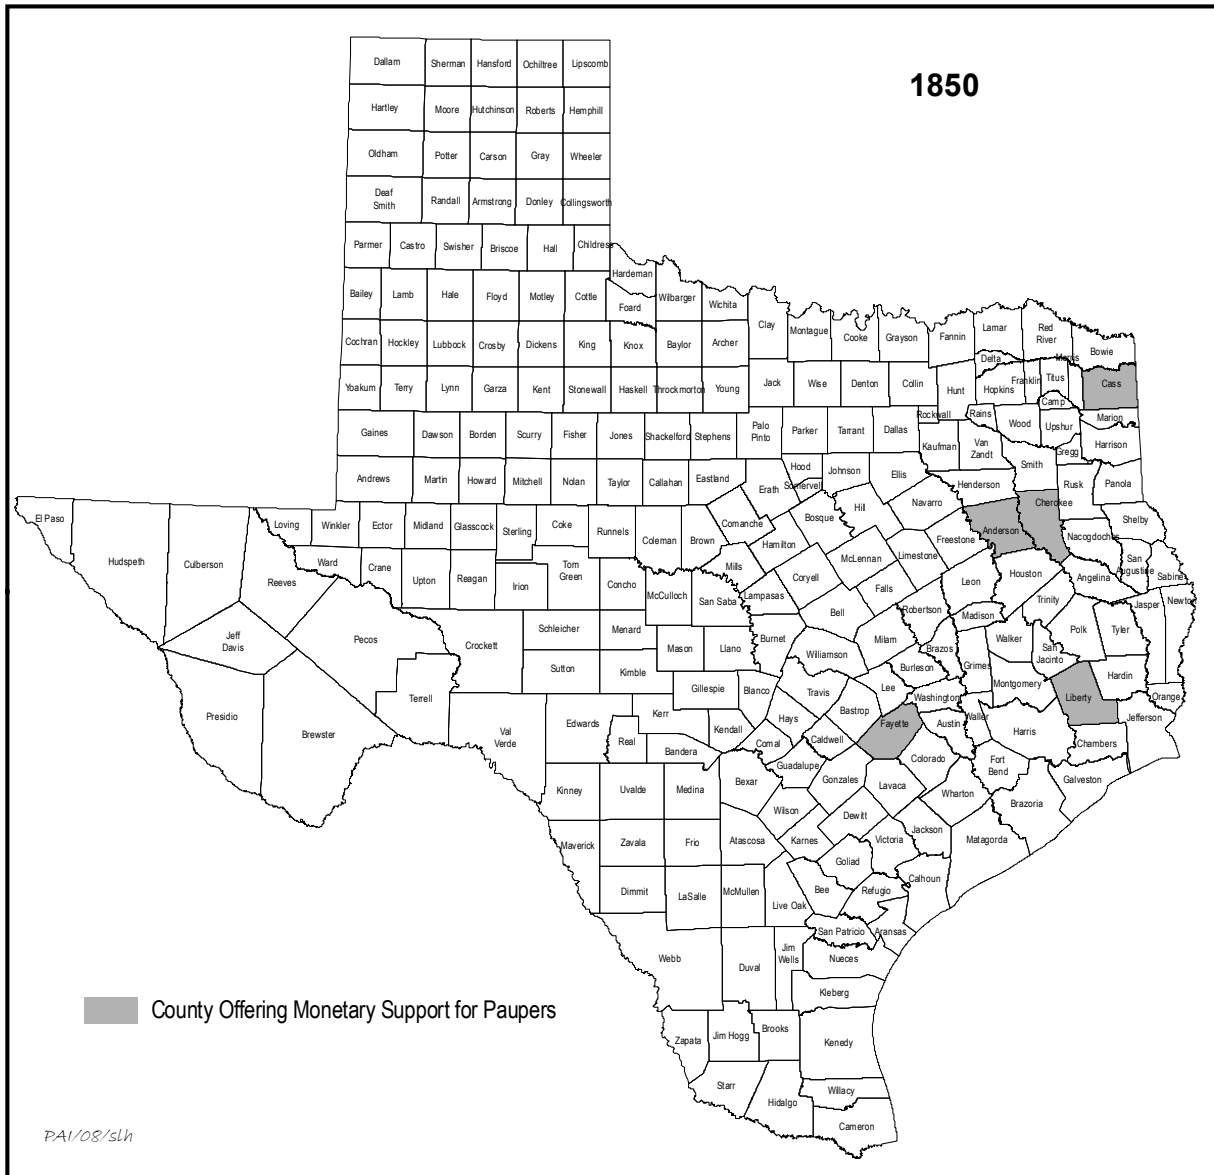 1850
Dallam Sherman Hansford Ochiltree Lipscomb
Hartley Moore Hutchinson Roberts Hemphill
Oldham Potter Carson Gray Wheeler
Deaf
Smith Randall Armstrong Donley Collingsworth
Parmer Castro Swisher Briscoe Hall Childress
Hardeman
Bailey Lamb Hale Floyd Motley Cottle Foard Wilbarger Wichita
Clay Montague Cooke Grayson Fannin Lamar Red
River Bowie
Cochran Hockley Lubbock Crosby Dickens King Knox Baylor Archer
Delta Morris
Yoakum Terry Lynn Garza Kent Stonewall Haskell Throckmorton Young Jack Wise Denton Collin Hunt Hopkins Franklin Titus Cass
Camp
Gaines Dawson Borden Scurry Fisher Jones Shackelford Stephens Palo
Pinto Parker Tarrant Dallas Rockwall Rains Wood Upshur Marion
Kaufman Van
Zandt Gregg Harrison
Andrews Martin Howard Mitchell Nolan Taylor Callahan Eastland Erath Hood Somervell Johnson Ellis Henderson Smith Rusk Panola
El Paso Loving Winkler Ector Midland Glasscock Sterling Coke Runnels Coleman Brown Comanche Bosque Hill Navarro Anderson Cherokee Shelby
Hamilton Freestone Nacogdoches
Hudspeth Culberson Reeves Ward Crane Upton Reagan Irion Tom
Green Concho Mills Coryell McLennan Limestone Leon Houston Angelina San
Augustine Sabine
McCulloch San Saba Lampasas Bell Falls Robertson Madison Trinity Jasper Newton
Jeff
Davis Pecos Crockett Schleicher Menard Mason Llano Burnet Williamson Milam Brazos Grimes Walker San
Jacinto Polk Tyler
Sutton Kimble Burleson Montgomery Liberty Hardin
Presidio Brewster Terrell Val
Verde Edwards Gillespie Blanco Travis Bastrop Lee Washington Orange
Real Kerr Kendall Hays Caldwell Fayette Austin Waller Harris Jefferson
Bandera Comal Guadalupe Gonzales Colorado Fort
Bend Chambers
Kinney Uvalde Medina Bexar Wilson Lavaca Wharton Brazoria Galveston
Maverick Zavala Frio Atascosa Karnes Dewitt Victoria Jackson Matagorda
Goliad Calhoun
Dimmit LaSalle McMullen Live Oak Bee Refugio
San Patricio Aransas
Webb Duval Jim
Wells Nueces
Kleberg
County Offering Monetary Support for Paupers
Zapata Jim Hogg Brooks Kenedy
Starr Hidalgo Willacy
Cameron
PAI/08/slh